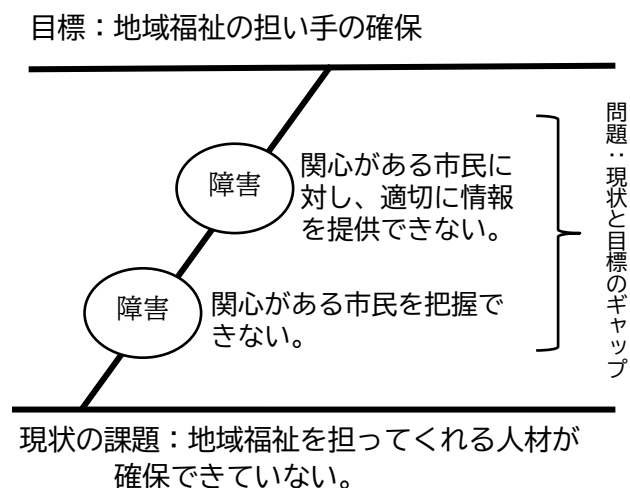 目標：地域福祉の担い手の確保
障害
関心がある市民に
対し、適切に情報
を提供できない。
障害
関心がある市民を把握で
きない。
問題：現状と目標のギャップ
現状の課題：地域福祉を担ってくれる人材が
確保できていない。